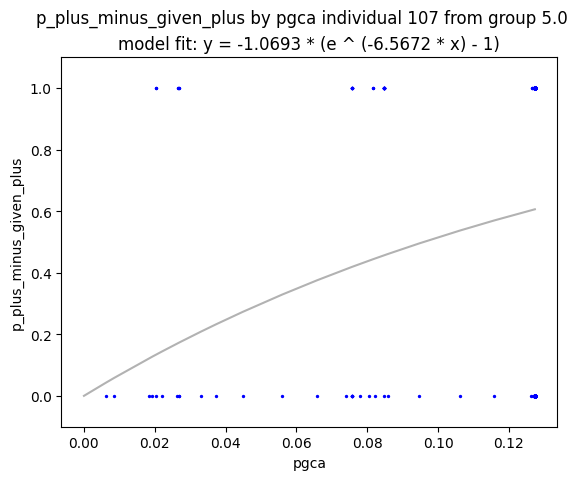 p_plus_minus_given_plus by pgca individual 107 from group 5.0
model fit: y = -1.0693 * (e ^ (-6.5672 * x) - 1)
1.0
0.8
0.6
0.4
0.2
0.0
p_plus_minus_given_plus
0.00 0.02 0.04 0.06 0.08 0.10 0.12
pgca